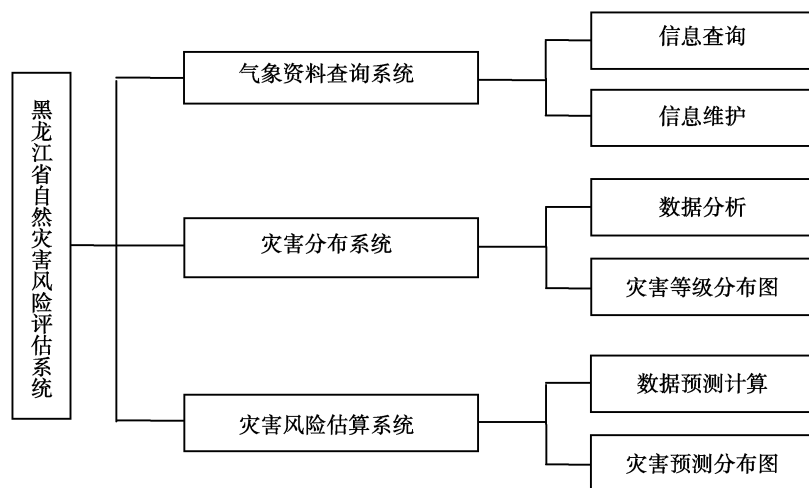 黑龙江省自然灾害风险评估系统
气象资料查询系统
信息查询
信息维护
灾害分布系统
数据分析
灾害等级分布图
灾害风险估算系统
数据预测计算
灾害预测分布图